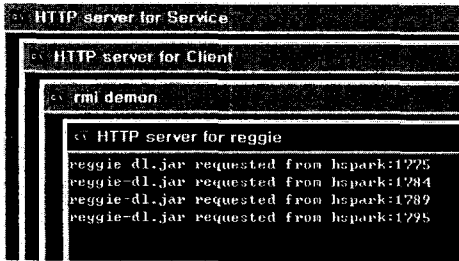 HTTP server for Service
HTTP server for Client
rmi demon
HTTP server for reggie
reggie-dl.jar requested from hspark:1775
reggie-dl.jar requested from hspark:1784
reggie-dl.jar requested from hspark:1789
reggie-dl.jar requested from hspark:1795